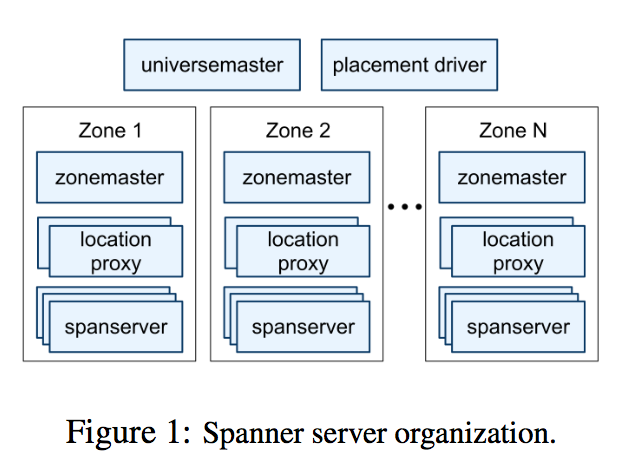 universemaster
placement driver
Zone 1
zonemaster
location
proxy
spanserver
Zone 2
zonemaster
location
proxy
spanserver
...
Zone N
zonemaster
location
proxy
spanserver
Figure 1: Spanner server organization.